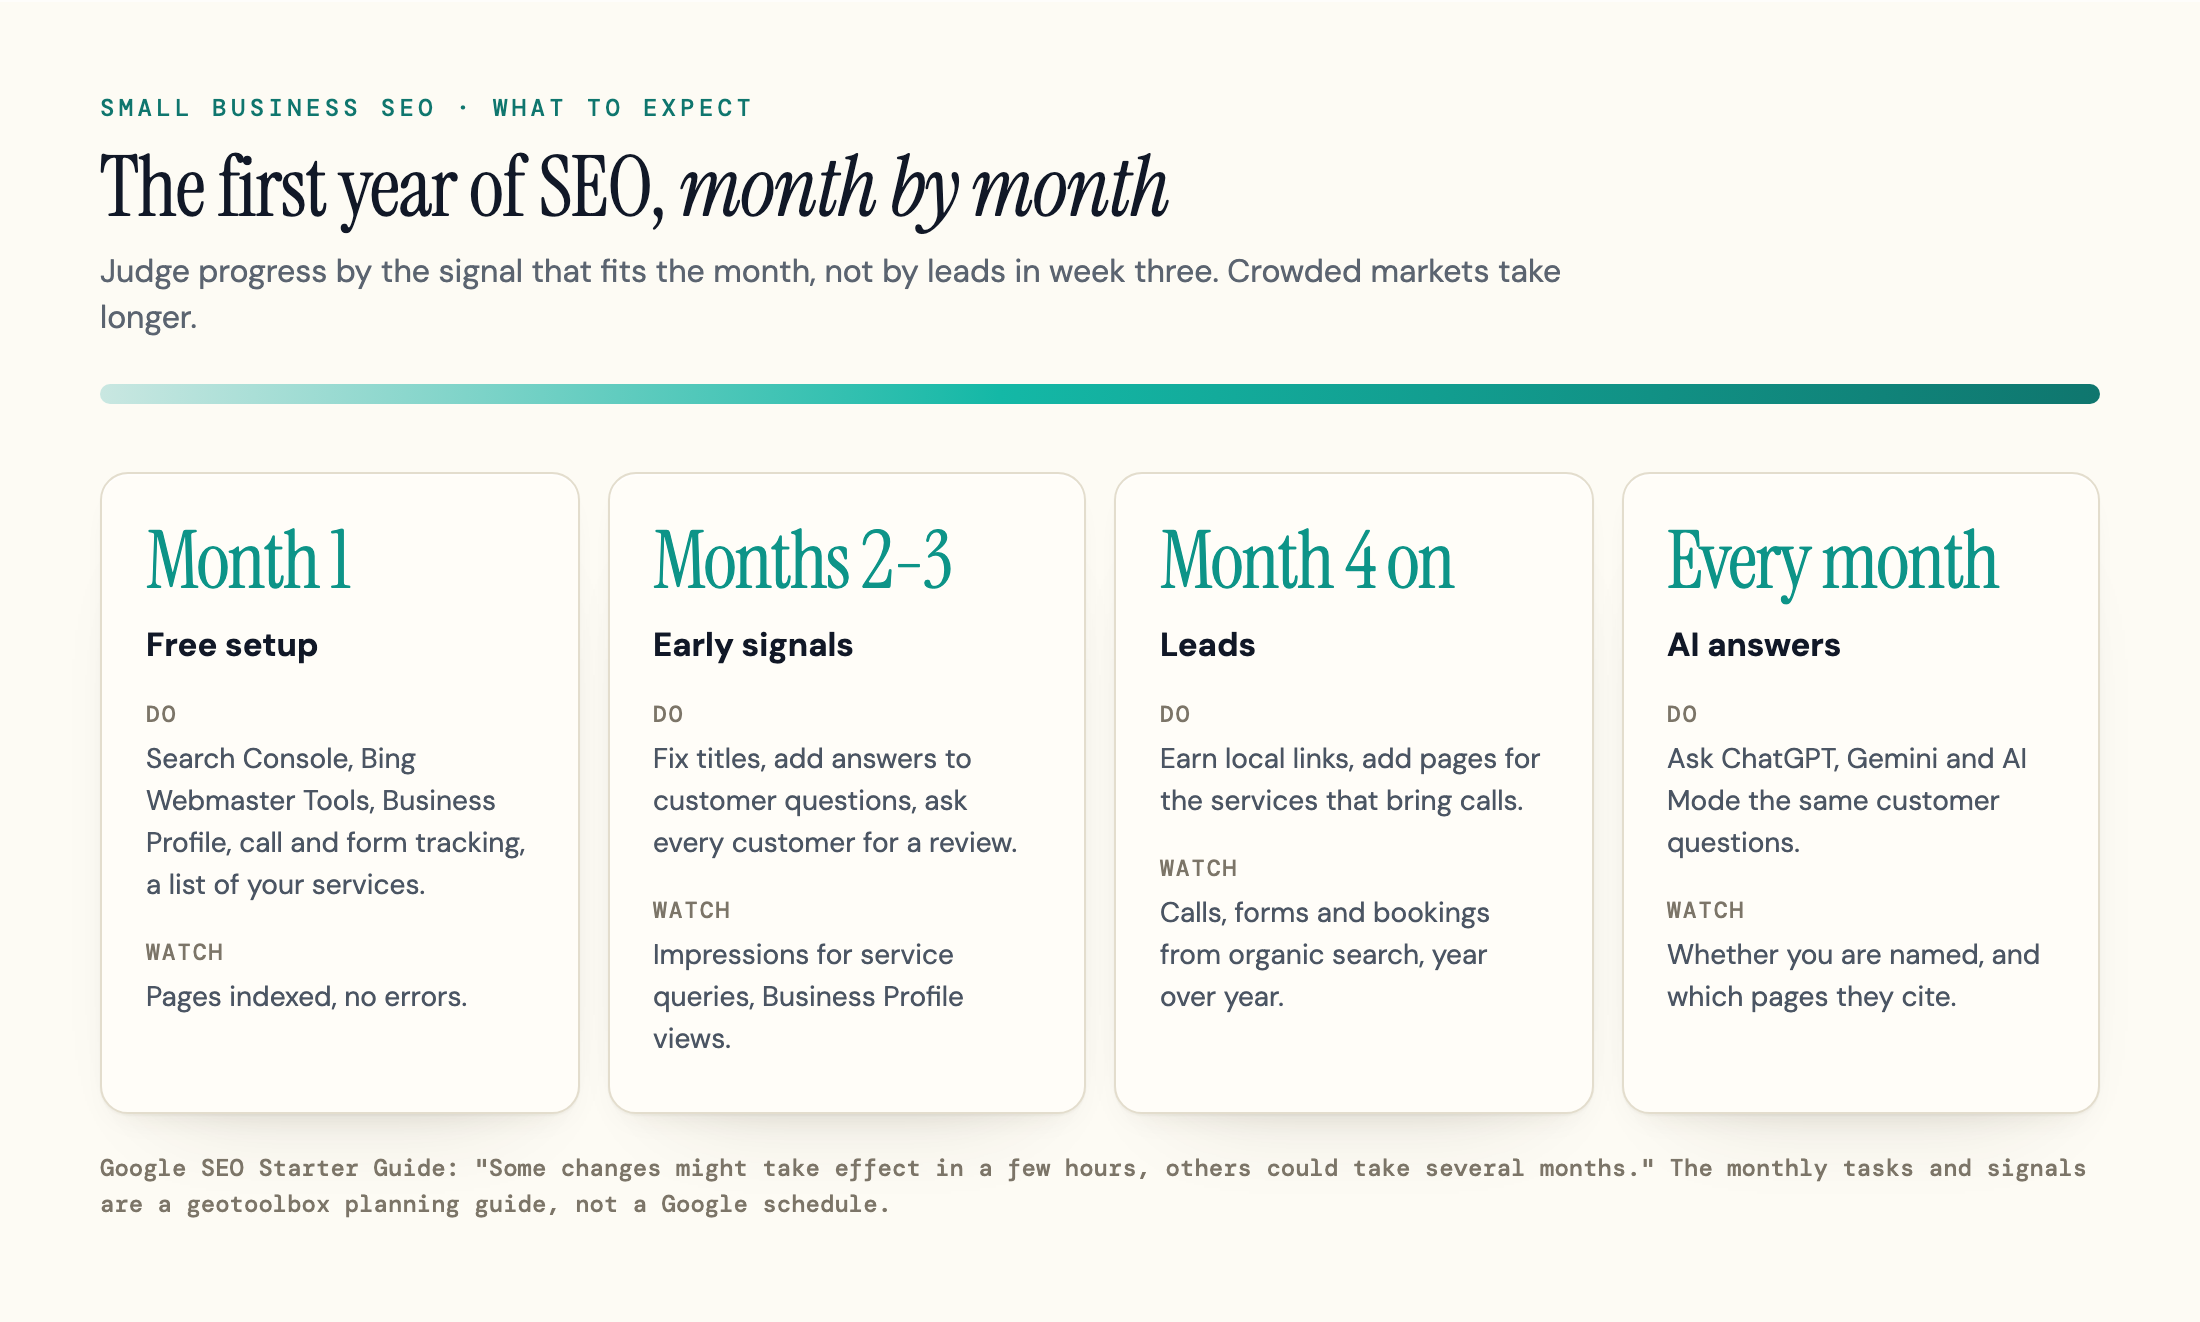 SMALL BUSINESS SEO · WHAT TO EXPECT
The first year of SEO, month by month
Judge progress by the signal that fits the month, not by leads in week three. Crowded markets take
longer.
Month 1
Free setup
DO
Search Console, Bing
Webmaster Tools, Business
Profile, call and form tracking,
a list of your services.
WATCH
Pages indexed, no errors.
Months 2–3
Early signals
DO
Fix titles, add answers to
customer questions, ask
every customer for a review.
WATCH
Impressions for service
queries, Business Profile
views.
Month 4 on
Leads
DO
Earn local links, add pages for
the services that bring calls.
WATCH
Calls, forms and bookings
from organic search, year
over year.
Every month
AI answers
DO
Ask ChatGPT, Gemini and AI
Mode the same customer
questions.
WATCH
Whether you are named, and
which pages they cite.
Google SEO Starter Guide: "Some changes might take effect in a few hours, others could take several months." The monthly tasks and signals
are a geotoolbox planning guide, not a Google schedule.